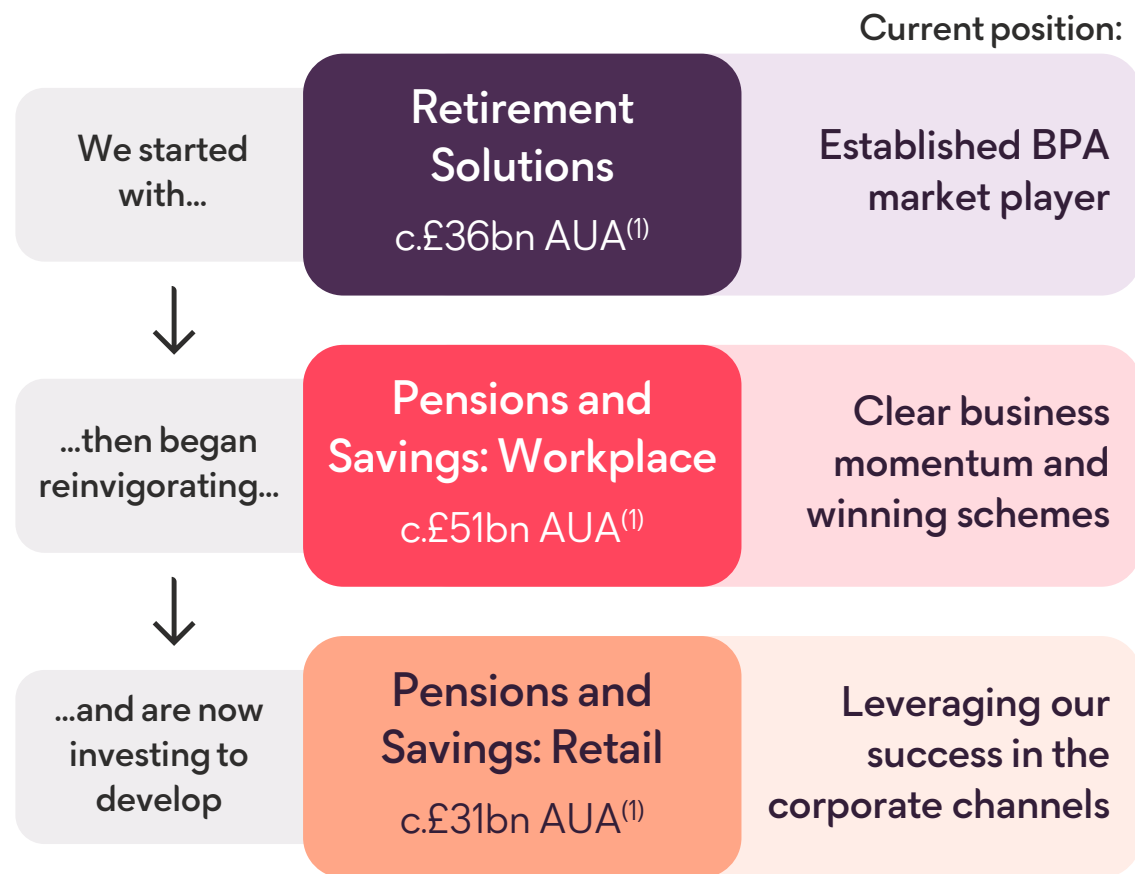 Current position:
We started
with...
Retirement
Solutions
c.£36bn AUA(1)
Established BPA
market player
...then began
reinvigorating...
Pensions and
Savings: Workplace
c.£51bn AUA(1)
Clear business
momentum and
winning schemes
...and are now
investing to
develop
Pensions and
Savings: Retail
c.£31bn AUA(1)
Leveraging our
success in the
corporate channels